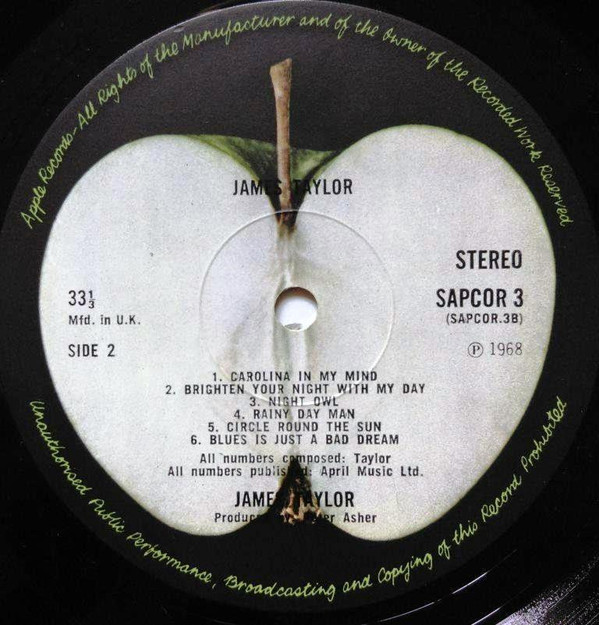 Apple Records-All Rights of the Manufacturer and of the Owner of the Recorded Work Reserved
JAMES TAYLOR
STEREO
33⅓
SAPCOR 3
Mfd. in U.K.
(SAPCOR.3B)
SIDE 2
Ⓟ 1968
1. CAROLINA IN MY MIND
2. BRIGHTEN YOUR NIGHT WITH MY DAY
3. NIGHT OWL
4. RAINY DAY MAN
5. CIRCLE ROUND THE SUN
6. BLUES IS JUST A BAD DREAM
All numbers composed: Taylor
All numbers published: April Music Ltd.
JAMES TAYLOR
Produced by Peter Asher
Unauthorised Public Performance, Broadcasting and Copying of this Record Prohibited